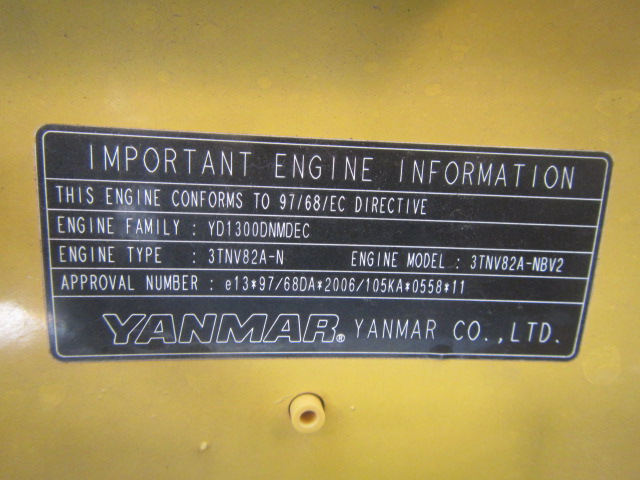 IMPORTANT ENGINE INFORMATION
THIS ENGINE CONFORMS TO 97/68/EC DIRECTIVE
ENGINE FAMILY : YD1300DNMDEC
ENGINE TYPE : 3TNV82A-N ENGINE MODEL : 3TNV82A-NBV2
APPROVAL NUMBER : e13*97/68DA*2006/105KA*0558*11
YANMAR® YANMAR CO.,LTD.